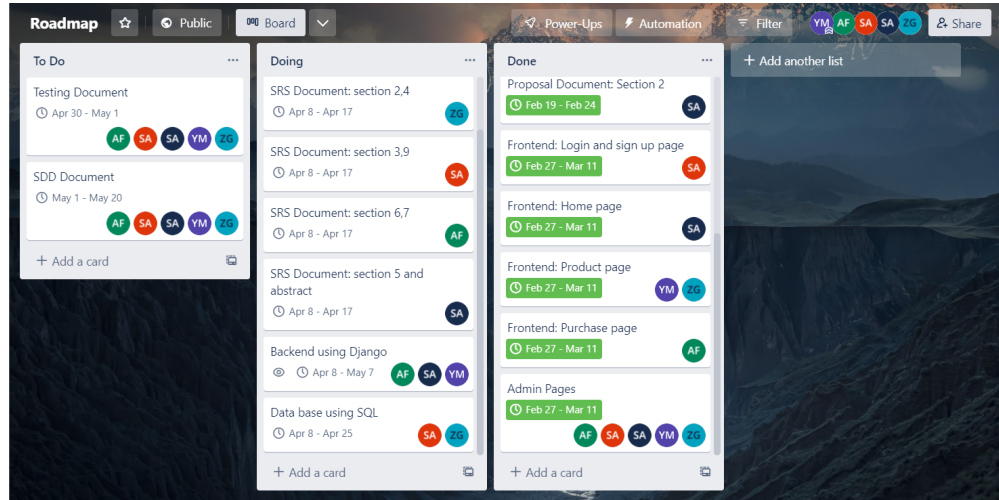 Roadmap
Public
Board
Power-Ups
Automation
Filter
YM AF SA SA ZG
Share
To Do
Testing Document
Apr 30 - May 1
AF SA SA YM ZG
SDD Document
May 1 - May 20
AF SA SA YM ZG
+ Add a card
Doing
SRS Document: section 2,4
Apr 8 - Apr 17
ZG
SRS Document: section 3,9
Apr 8 - Apr 17
SA
SRS Document: section 6,7
Apr 8 - Apr 17
AF
SRS Document: section 5 and
abstract
Apr 8 - Apr 17
SA
Backend using Django
Apr 8 - May 7
AF SA YM
Data base using SQL
Apr 8 - Apr 25
SA ZG
+ Add a card
Done
Proposal Document: Section 2
Feb 19 - Feb 24
SA
Frontend: Login and sign up page
Feb 27 - Mar 11
SA
Frontend: Home page
Feb 27 - Mar 11
SA
Frontend: Product page
Feb 27 - Mar 11
YM ZG
Frontend: Purchase page
Feb 27 - Mar 11
AF
Admin Pages
Feb 27 - Mar 11
AF SA SA YM ZG
+ Add a card
+ Add another list